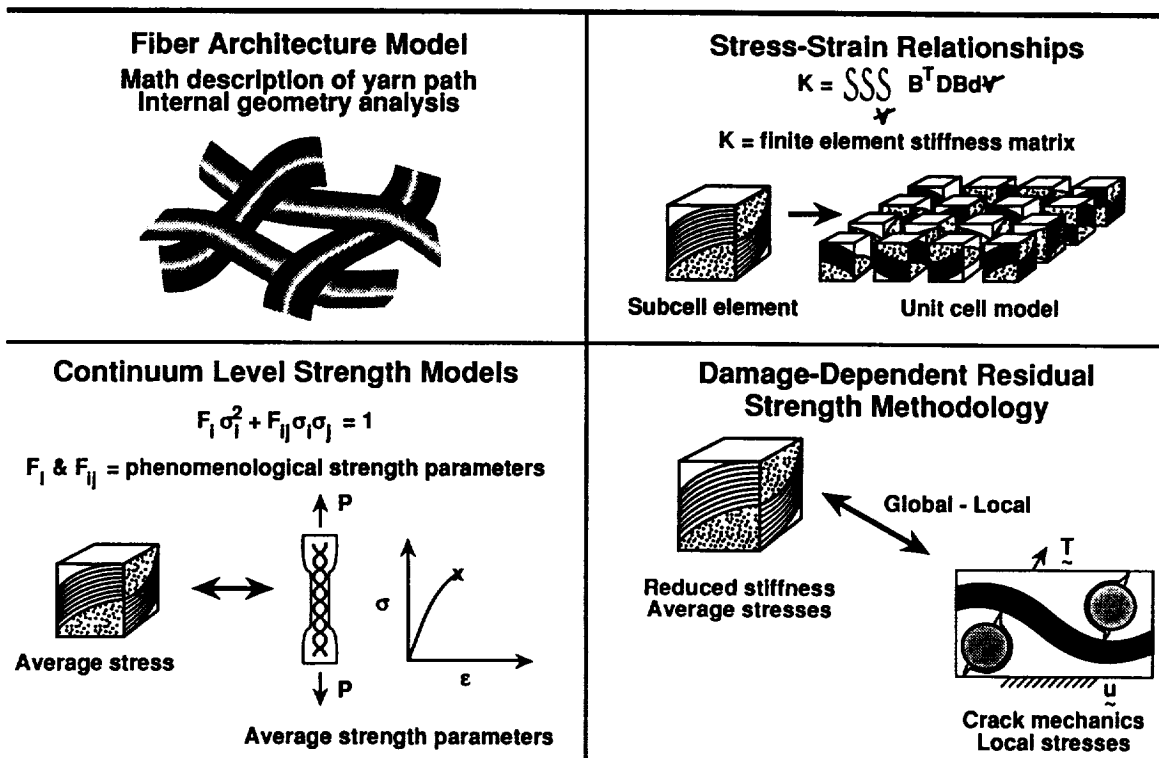 Fiber Architecture Model
Math description of yarn path
Internal geometry analysis
Stress-Strain Relationships
K = ∫∫∫ BᵀDBdV
V
K = finite element stiffness matrix
Subcell element
Unit cell model
Continuum Level Strength Models
Fᵢ σᵢ² + Fᵢⱼσᵢσⱼ = 1
Fᵢ & Fᵢⱼ = phenomenological strength parameters
P
σ
x
ε
P
Average stress
Average strength parameters
Damage-Dependent Residual
Strength Methodology
Global - Local
Reduced stiffness
Average stresses
T
~
u
~
Crack mechanics
Local stresses